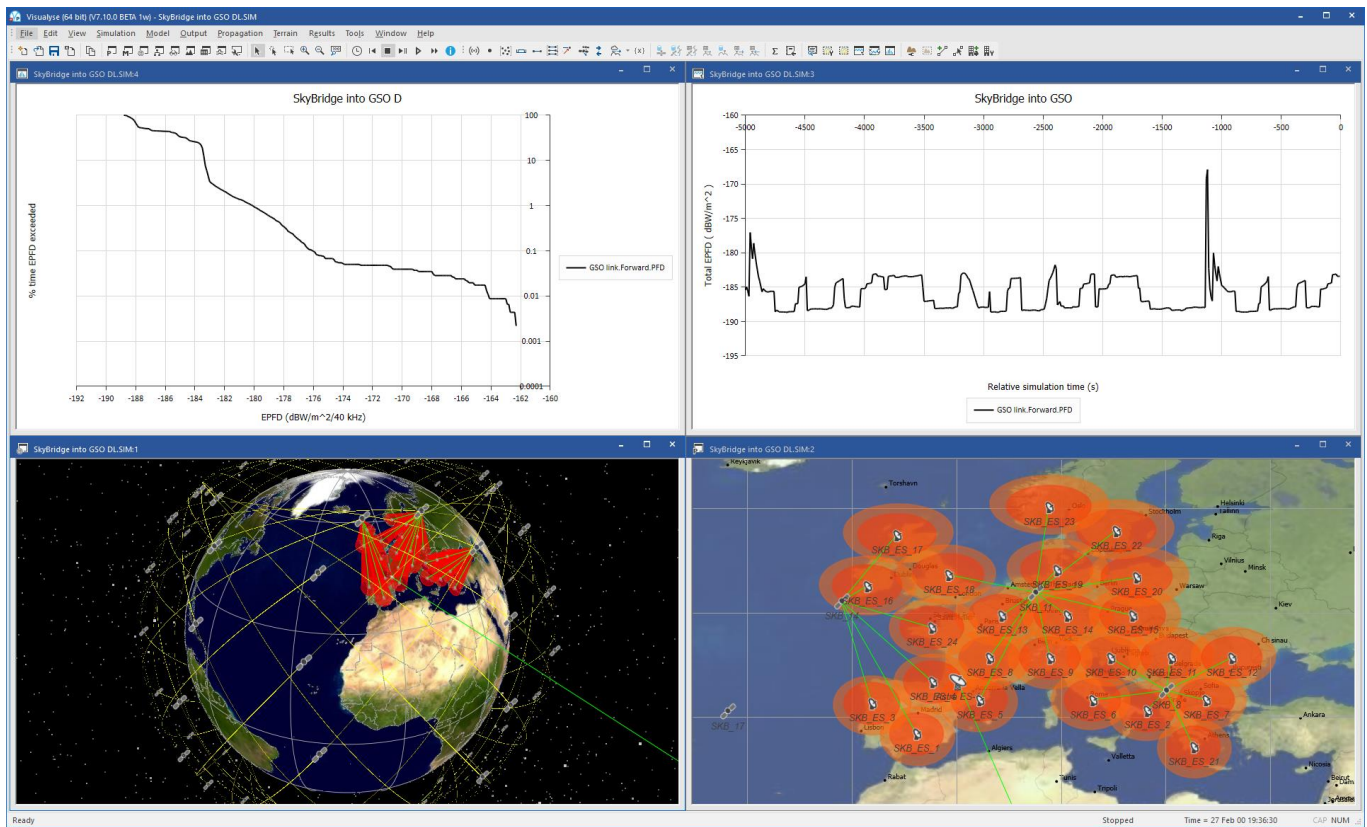 Visualyse (64 bit) (V7.10.0 BETA 1w) - SkyBridge into GSO DL.SIM
File Edit View Simulation Model Output Propagation Terrain Results Tools Window Help
SkyBridge into GSO DL.SIM:4
SkyBridge into GSO D
100
10
1
0.1
0.01
0.001
0.0001
% time EPFD exceeded
-192 -190 -188 -186 -184 -182 -180 -178 -176 -174 -172 -170 -168 -166 -164 -162 -160
EPFD (dBW/m^2/40 kHz)
GSO link.Forward.PFD
SkyBridge into GSO DL.SIM:3
SkyBridge into GSO
-160
-5000 -4500 -4000 -3500 -3000 -2500 -2000 -1500 -1000 -500 0
-165
-170
-175
-180
-185
-190
-195
Total EPFD ( dBW/m^2 )
Relative simulation time (s)
GSO link.Forward.PFD
SkyBridge into GSO DL.SIM:1
SkyBridge into GSO DL.SIM:2
Reykjavik
Torshavn
Helsinki
Tallinn
Stockholm
SKB_ES_23
SKB_ES_22
SKB_ES_17
Riga
Douglas
Vilnius
Minsk
SKB_ES_18
SKB_ES_19
SKB_ES_20
Warsaw
SKB_ES_16
SKB_11
Kiev
Prague
SKB_ES_24
SKB_ES_13
SKB_ES_14
SKB_ES_15
Chisinau
SKB_ES_8
SKB_ES_9
SKB_ES_10
SKB_ES_11
SKB_ES_12
Sofia
SKB_8
SKB_17
SKB_ES_3
Madrid
SKB_ES_5
Rome
SKB_ES_6
SKB_ES_2
SKB_ES_7
Ankara
Lisbon
SKB_ES_1
Algiers
Valletta
SKB_ES_21
Nicosia
Rabat
Tunis
Tripoli
Beirut
Ready
Stopped Time = 27 Feb 00 19:36:30 CAP NUM